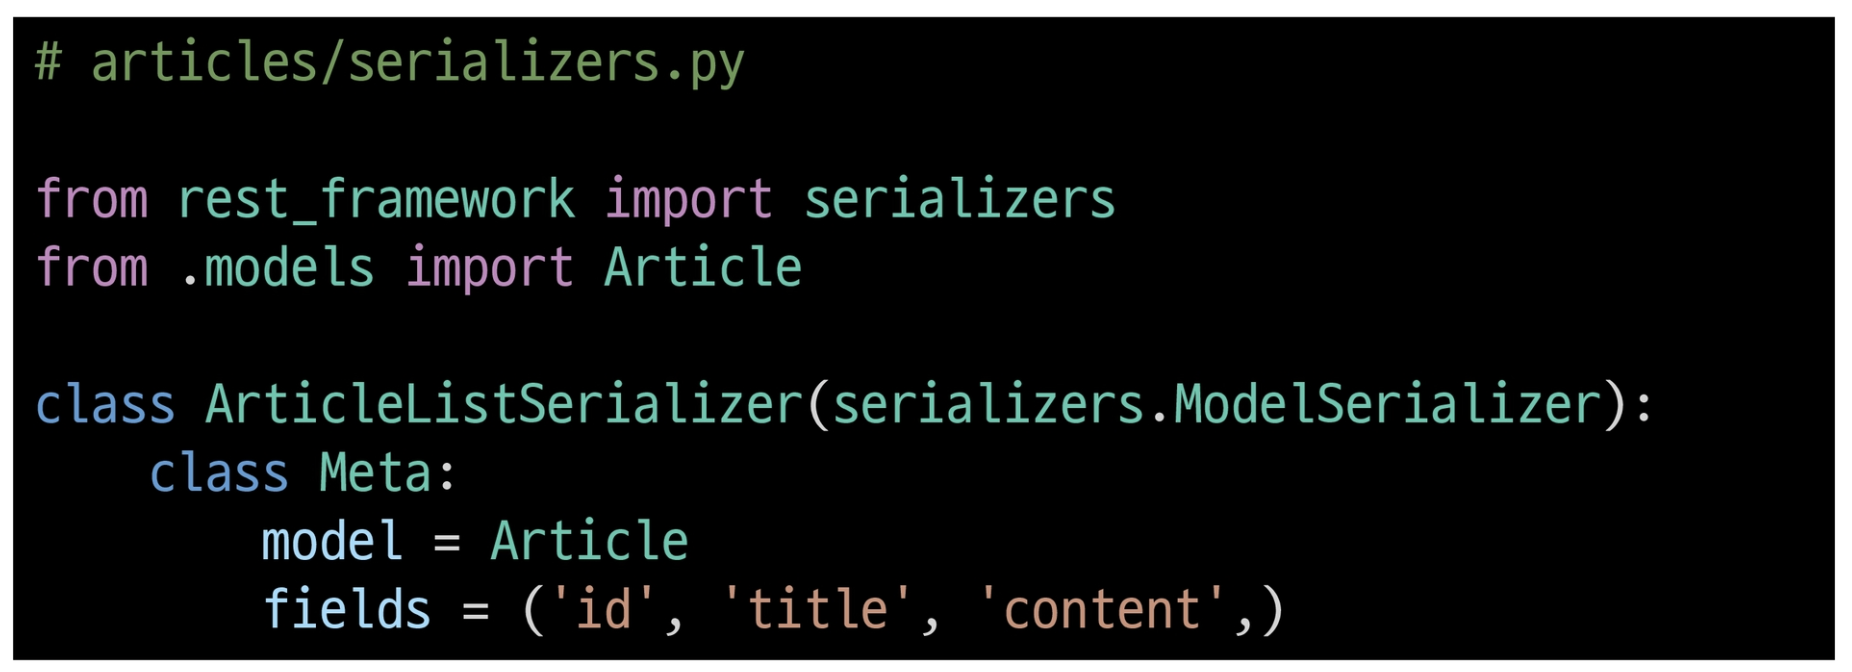 # articles/serializers.py
from rest_framework import serializers
from .models import Article
class ArticleListSerializer(serializers.ModelSerializer):
    class Meta:
        model = Article
        fields = ('id', 'title', 'content',)